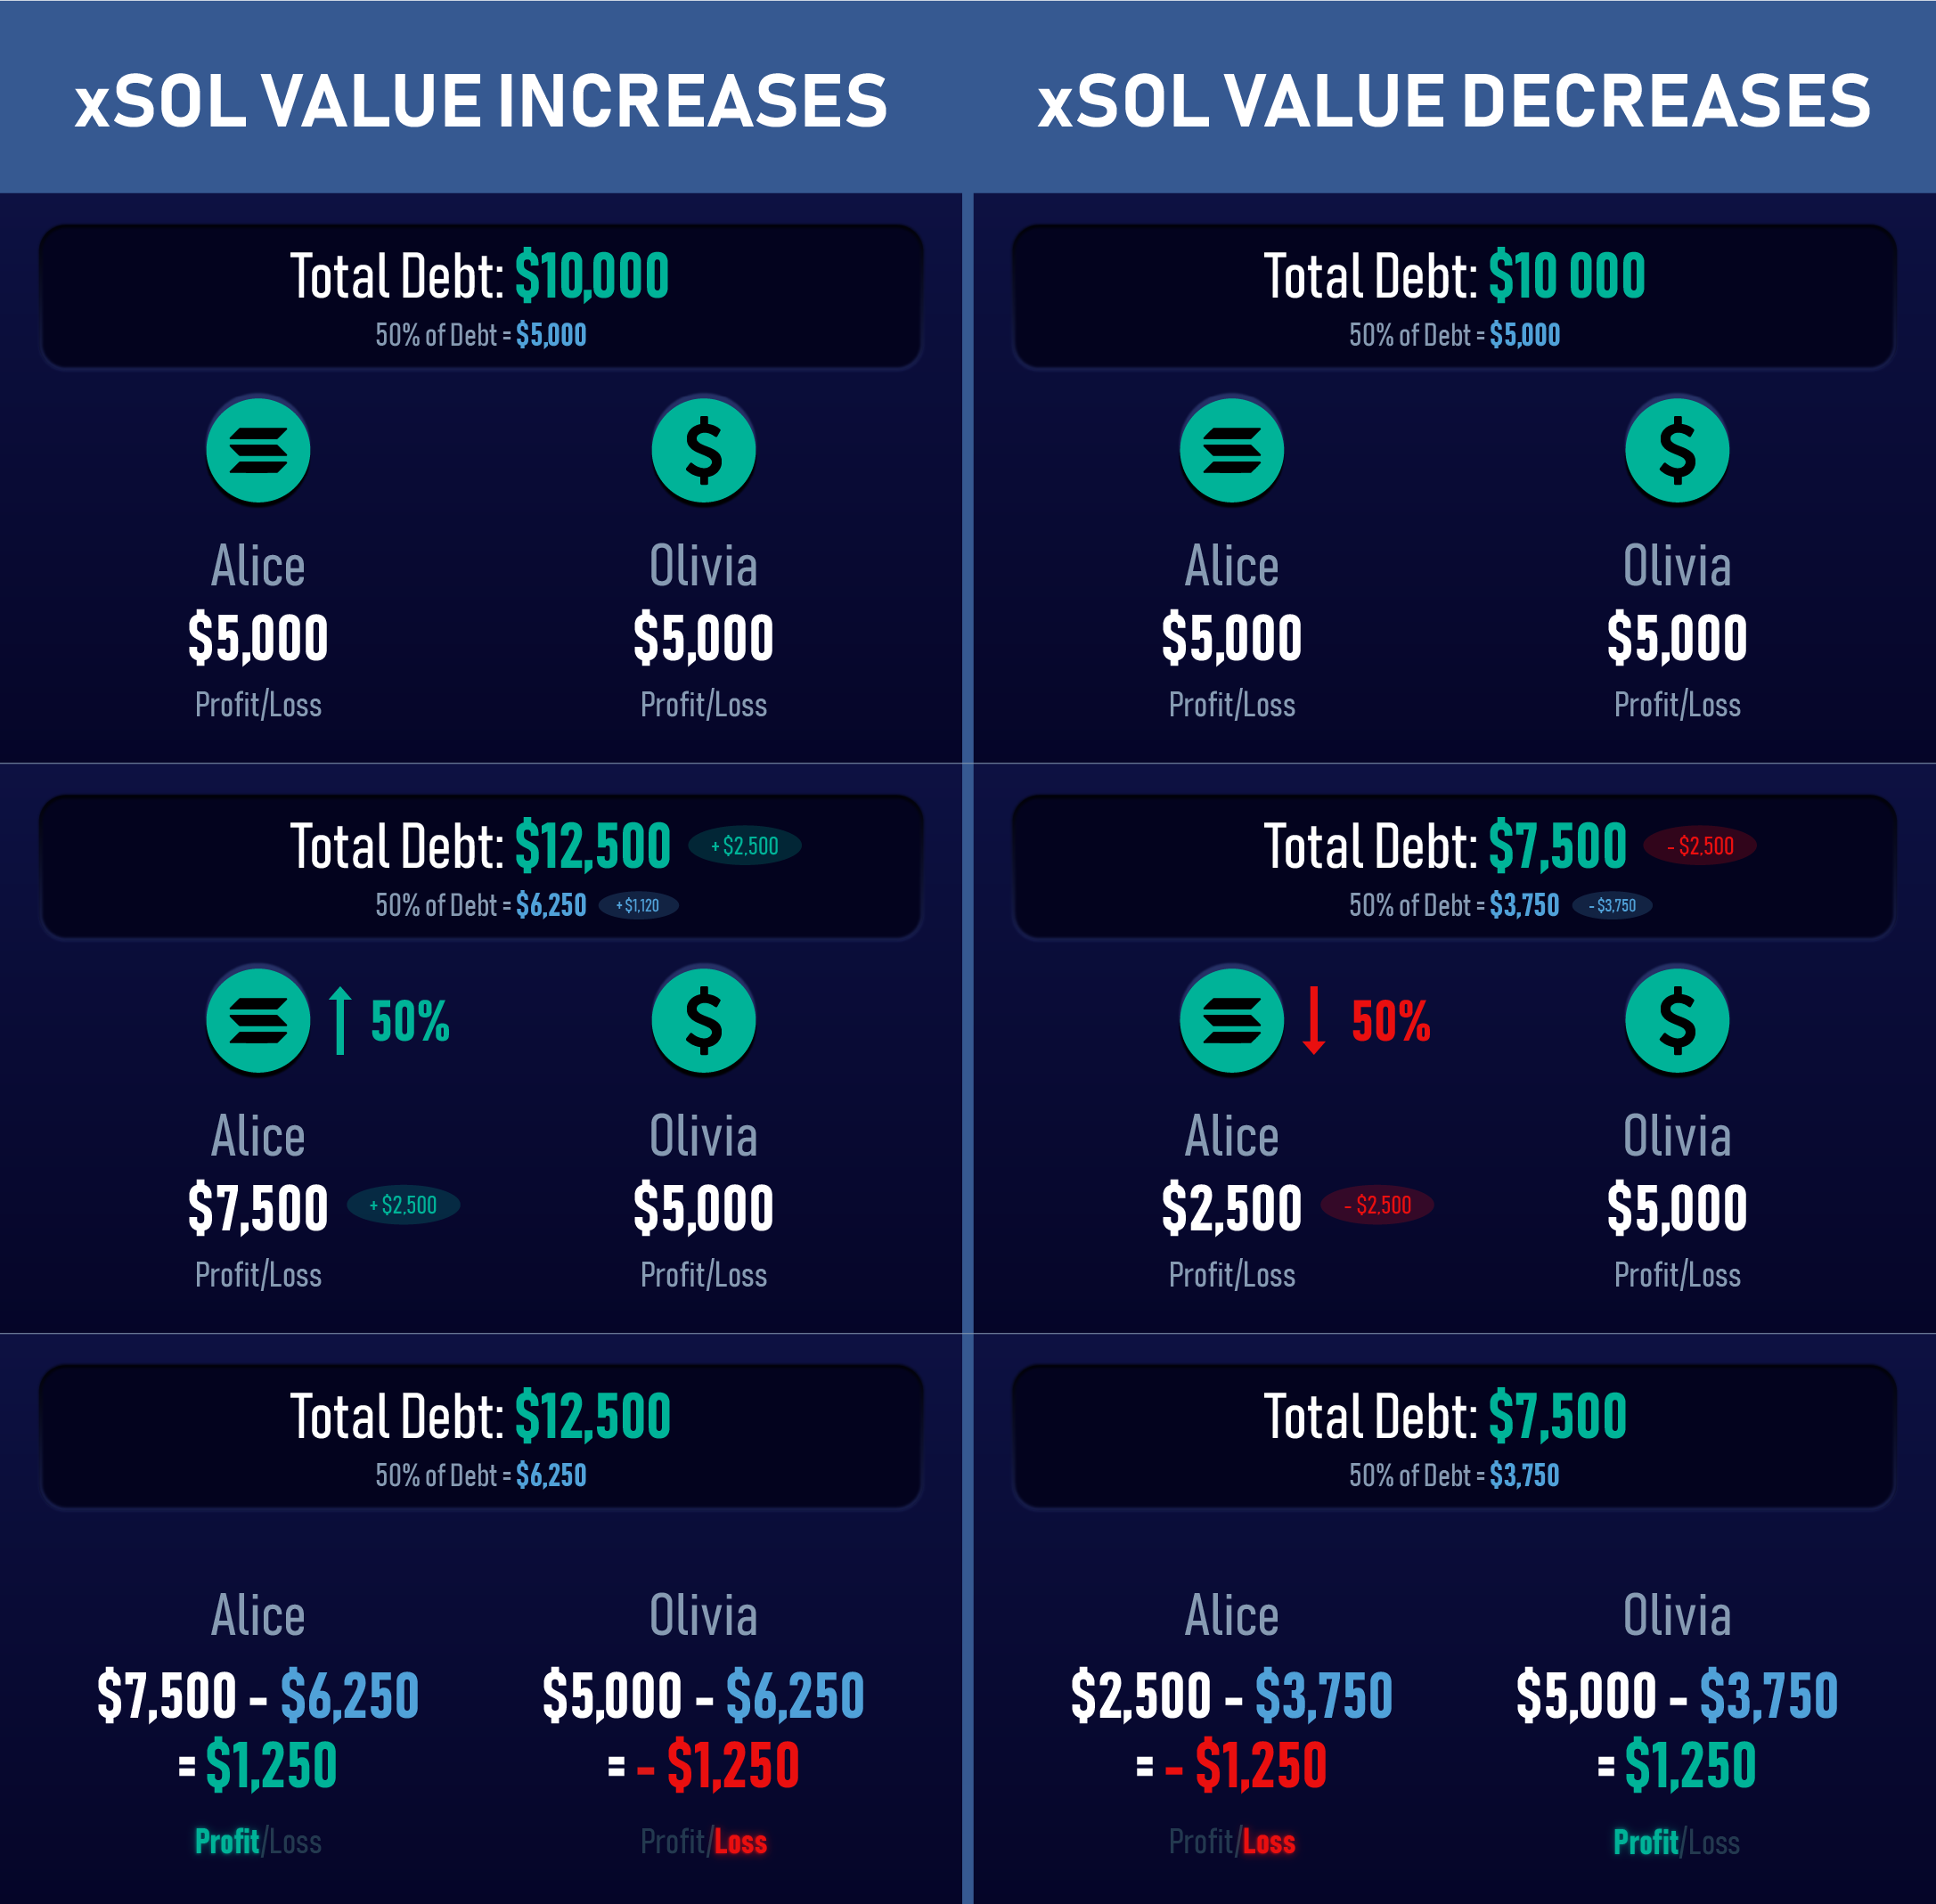 xSOL VALUE INCREASES
Total Debt: $10,000
50% of Debt = $5,000
Alice
$5,000
Profit/Loss
Olivia
$5,000
Profit/Loss
Total Debt: $12,500 + $2,500
50% of Debt = $6,250 + $1,120
50%
Alice
$7,500 + $2,500
Profit/Loss
Olivia
$5,000
Profit/Loss
Total Debt: $12,500
50% of Debt = $6,250
Alice
$7,500 - $6,250
= $1,250
Profit/Loss
Olivia
$5,000 - $6,250
= - $1,250
Profit/Loss
xSOL VALUE DECREASES
Total Debt: $10 000
50% of Debt = $5,000
Alice
$5,000
Profit/Loss
Olivia
$5,000
Profit/Loss
Total Debt: $7,500 - $2,500
50% of Debt = $3,750 - $3,750
50%
Alice
$2,500 - $2,500
Profit/Loss
Olivia
$5,000
Profit/Loss
Total Debt: $7,500
50% of Debt = $3,750
Alice
$2,500 - $3,750
= - $1,250
Profit/Loss
Olivia
$5,000 - $3,750
= $1,250
Profit/Loss